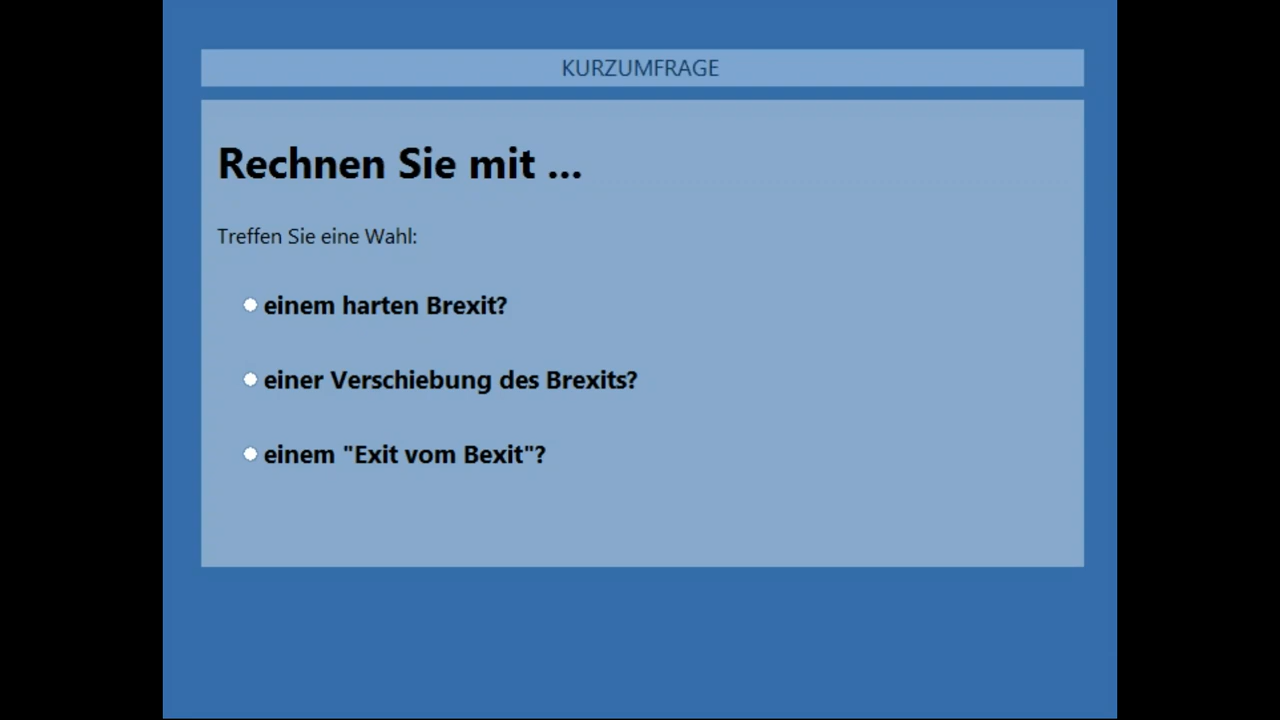 KURZUMFRAGE
Rechnen Sie mit ...
Treffen Sie eine Wahl:
einem harten Brexit?
einer Verschiebung des Brexits?
einem "Exit vom Bexit"?